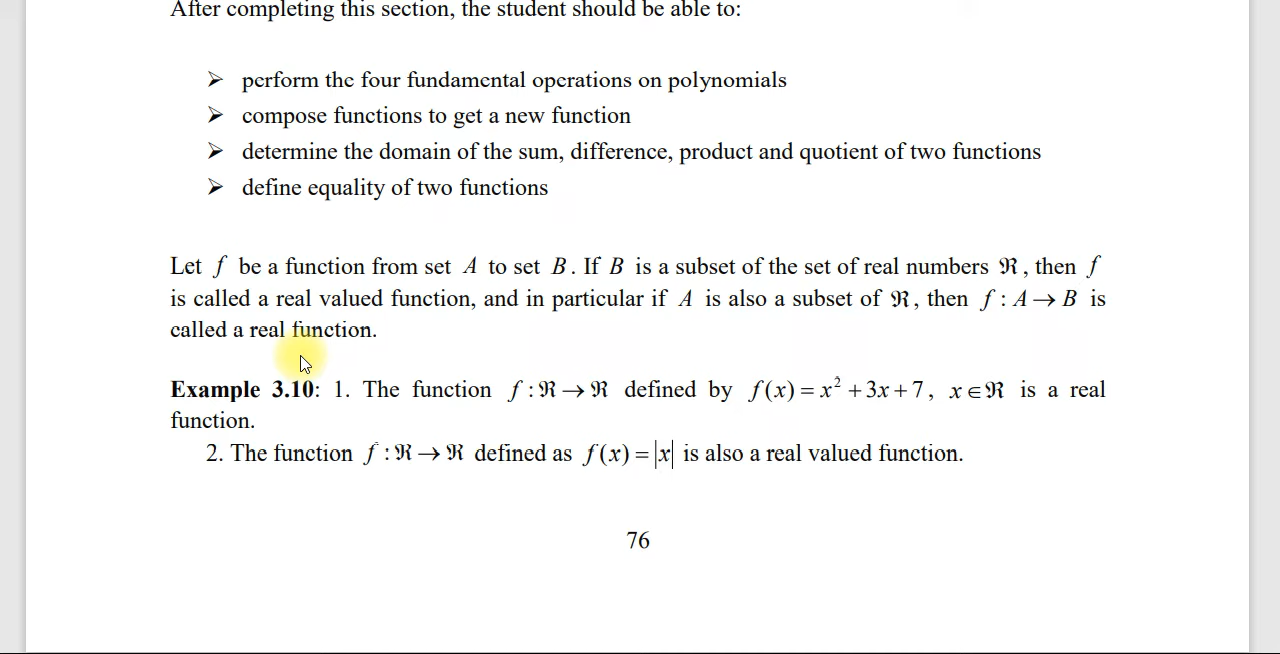 After completing this section, the student should be able to:
➢ perform the four fundamental operations on polynomials
➢ compose functions to get a new function
➢ determine the domain of the sum, difference, product and quotient of two functions
➢ define equality of two functions
Let f be a function from set A to set B. If B is a subset of the set of real numbers ℜ, then f
is called a real valued function, and in particular if A is also a subset of ℜ, then f : A → B is
called a real function.
Example 3.10: 1. The function f : ℜ → ℜ defined by f(x) = x² + 3x + 7, x ∈ ℜ is a real
function.
2. The function f : ℜ → ℜ defined as f(x) = |x| is also a real valued function.
76